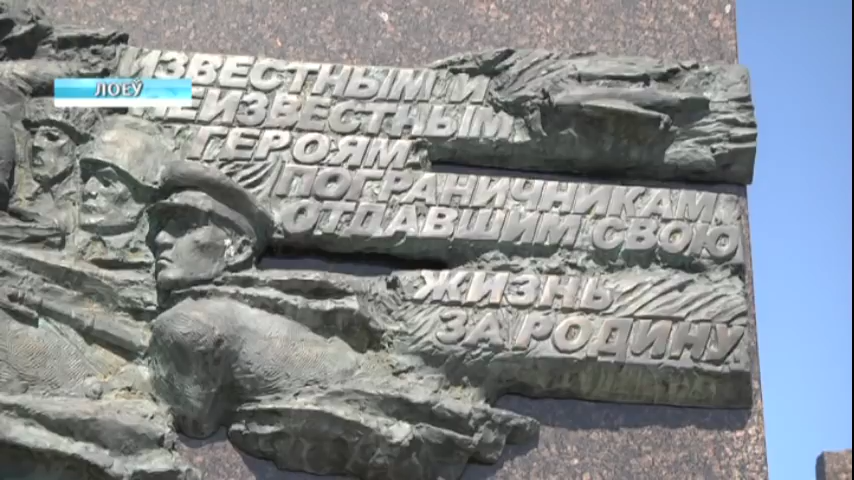 ИЗВЕСТНЫМ И
ЛОЕЎ
НЕИЗВЕСТНЫМ
ГЕРОЯМ
ПОГРАНИЧНИКАМ,
ОТДАВШИМ СВОЮ
ЖИЗНЬ
ЗА РОДИНУ